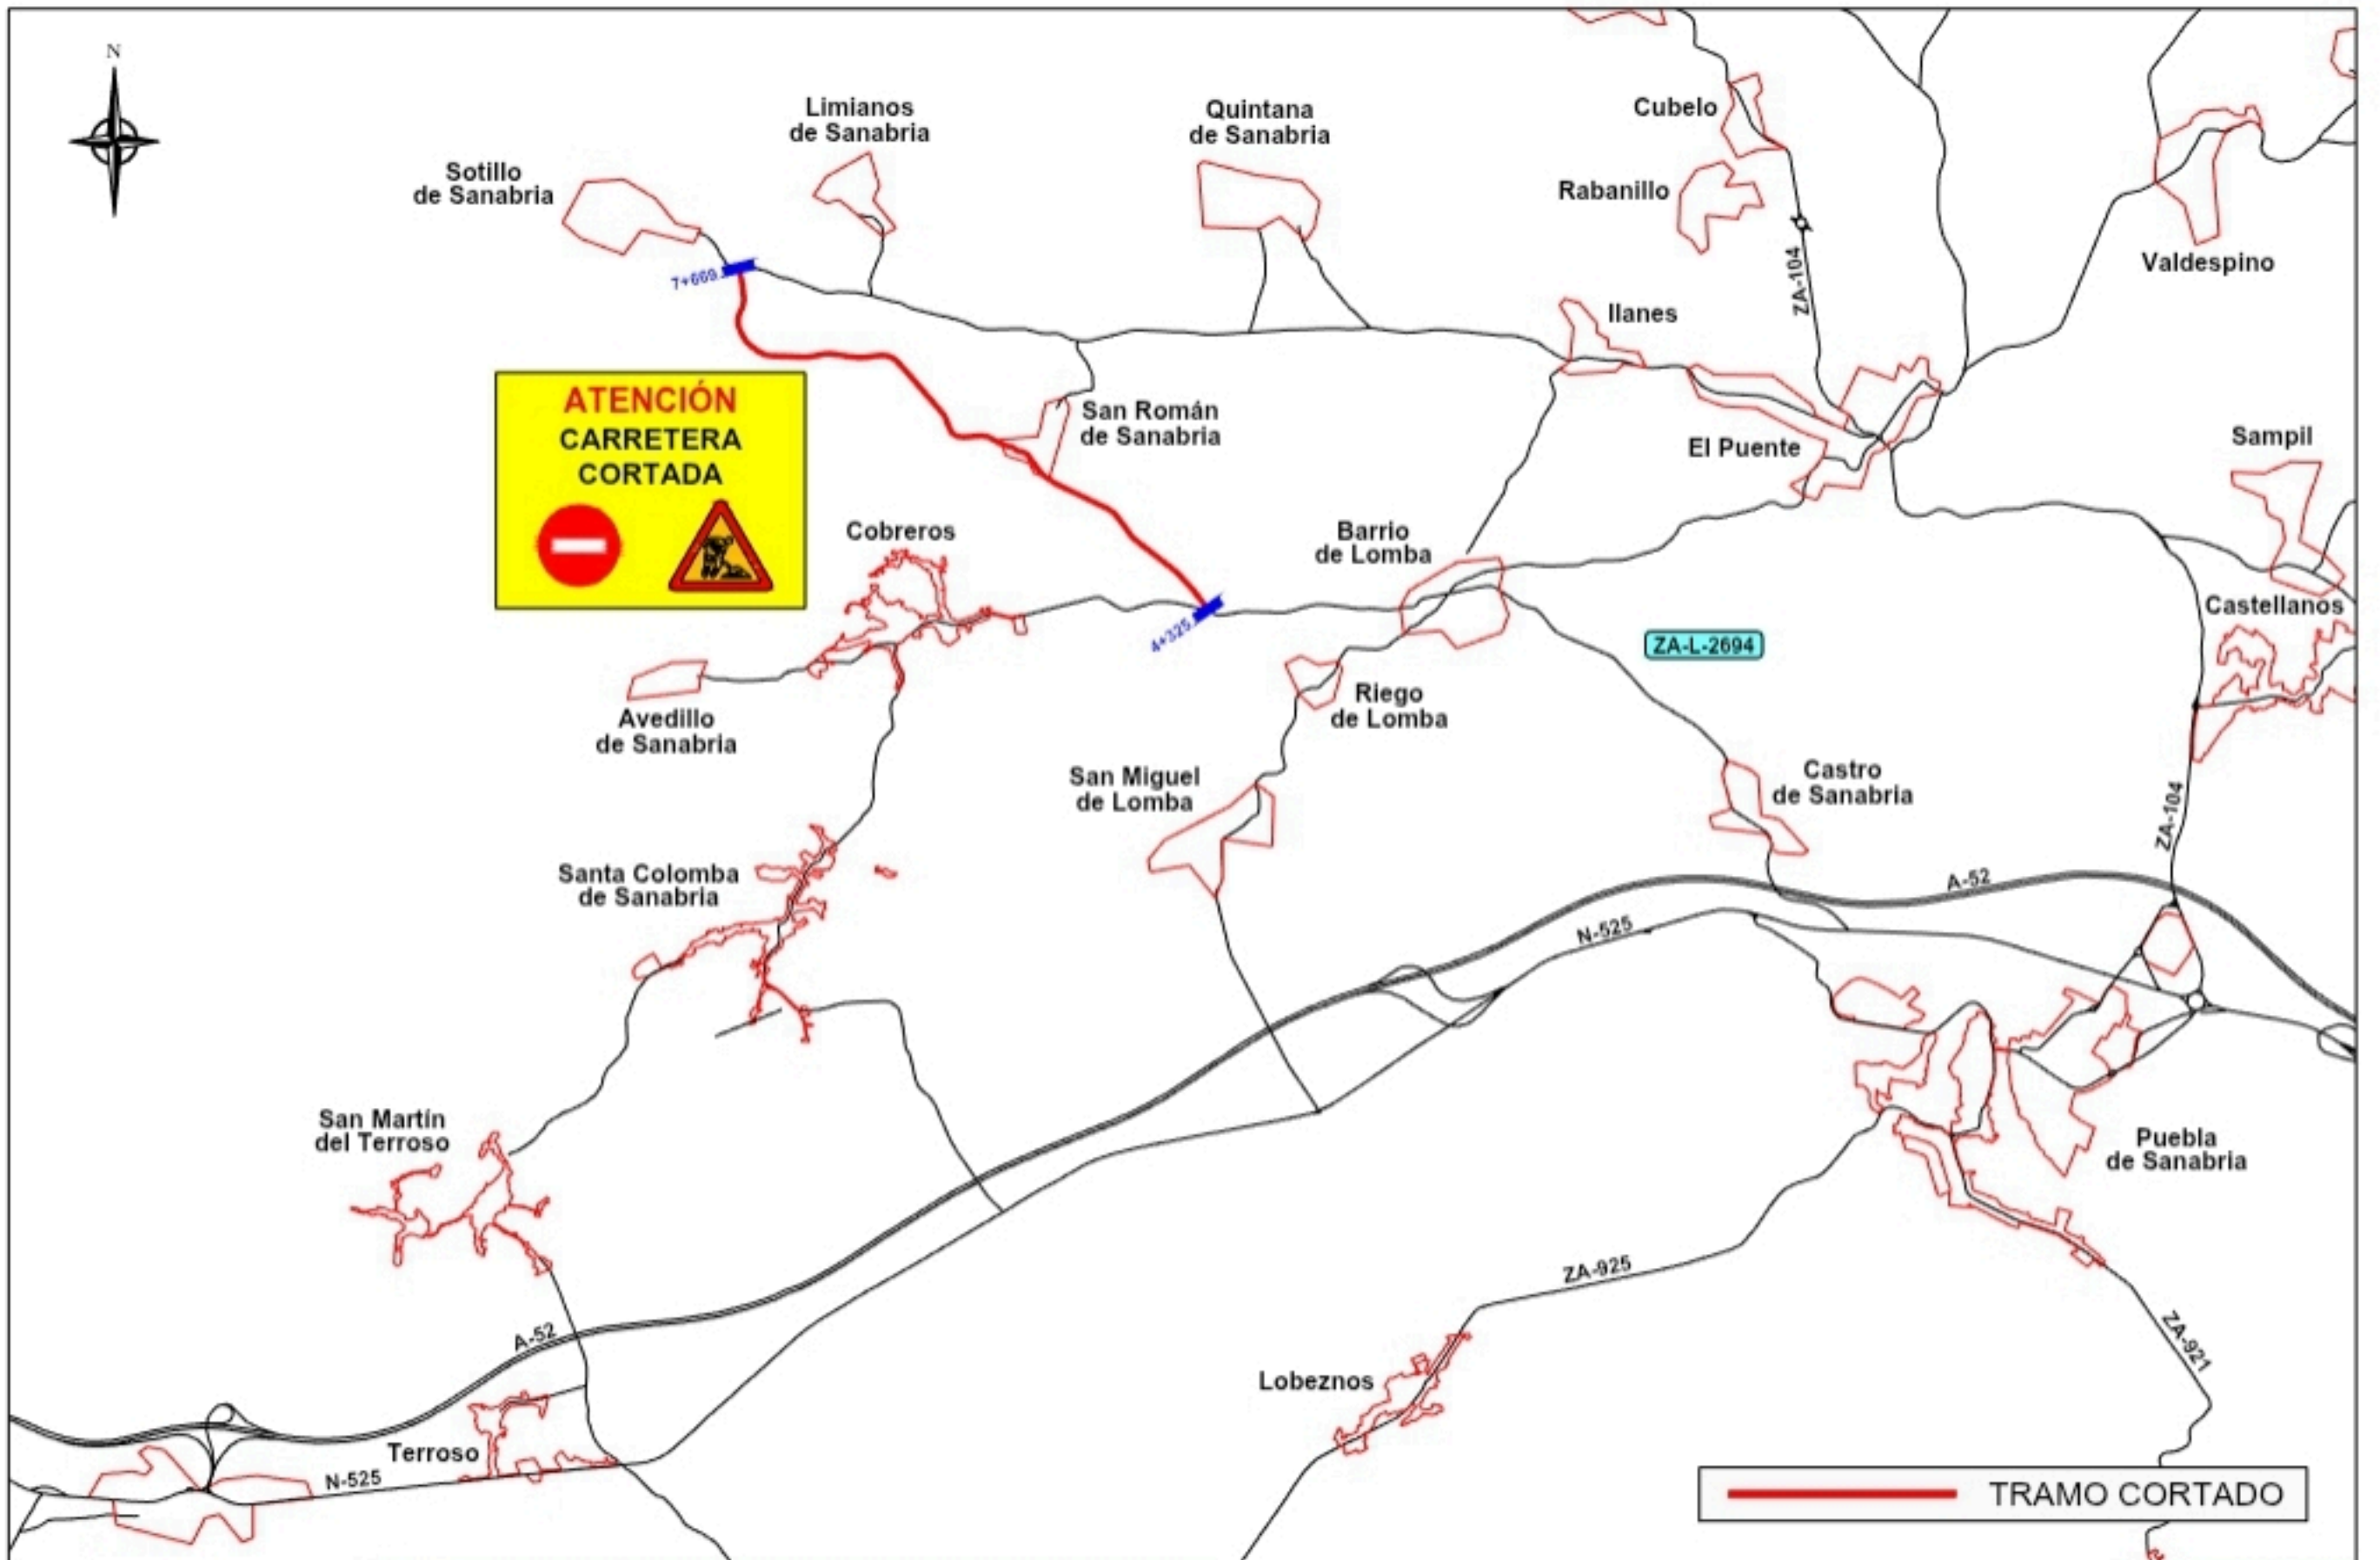 N
Limianos
de Sanabria
Quintana
de Sanabria
Cubelo
Sotillo
de Sanabria
Rabanillo
Valdespino
7+669
ZA-104
Ilanes
ATENCIÓN
CARRETERA
CORTADA
San Román
de Sanabria
El Puente
Sampil
Cobreros
Barrio
de Lomba
4+325
ZA-L-2694
Castellanos
Avedillo
de Sanabria
Riego
de Lomba
San Miguel
de Lomba
Castro
de Sanabria
ZA-104
Santa Colomba
de Sanabria
A-52
N-525
San Martín
del Terroso
Puebla
de Sanabria
ZA-925
ZA-921
A-52
Lobeznos
Terroso
N-525
TRAMO CORTADO